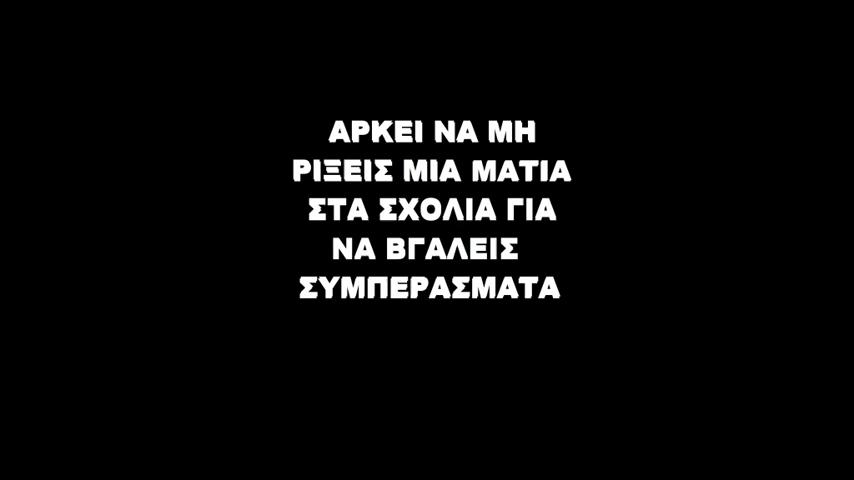 ΑΡΚΕΙ ΝΑ ΜΗ
ΡΙΞΕΙΣ ΜΙΑ ΜΑΤΙΑ
ΣΤΑ ΣΧΟΛΙΑ ΓΙΑ
ΝΑ ΒΓΑΛΕΙΣ
ΣΥΜΠΕΡΑΣΜΑΤΑ